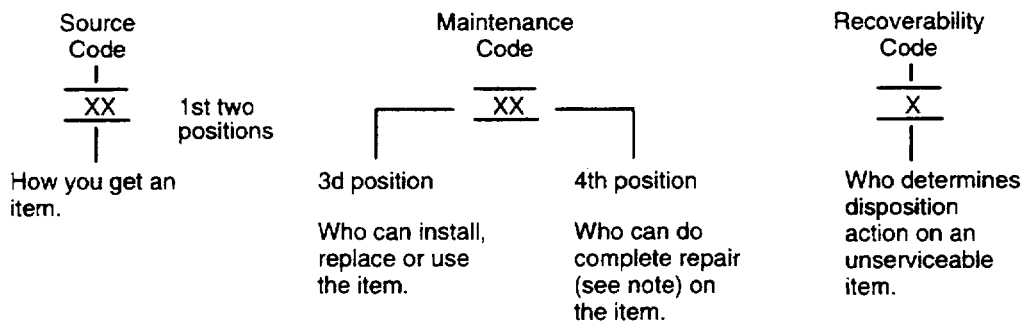 Source
Code
XX
1st two
positions
How you get an
item.
Maintenance
Code
XX
3d position
Who can install,
replace or use
the item.
4th position
Who can do
complete repair
(see note) on
the item.
Recoverability
Code
X
Who determines
disposition
action on an
unserviceable
item.